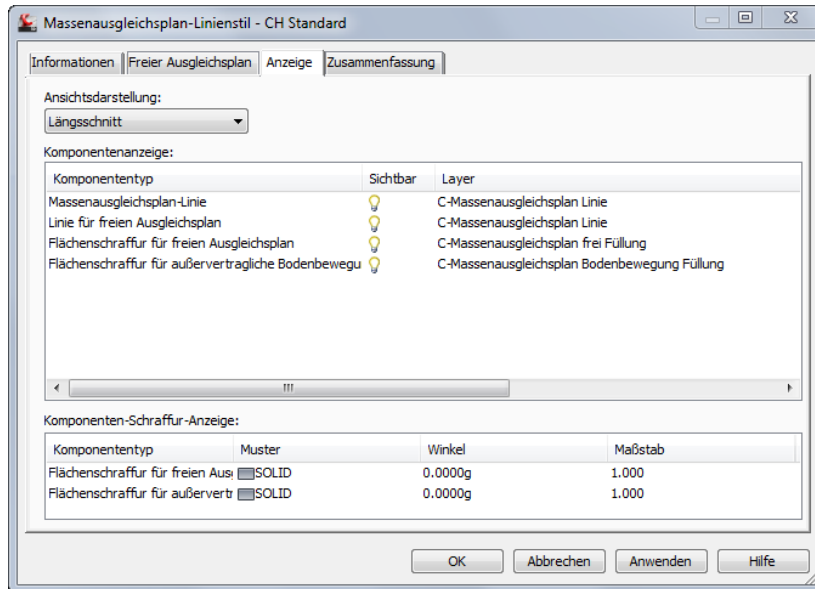 Massenausgleichsplan-Linienstil - CH Standard
Informationen Freier Ausgleichsplan Anzeige Zusammenfassung
Ansichtsdarstellung:
Längsschnitt
Komponentenanzeige:
Komponententyp Sichtbar Layer
Massenausgleichsplan-Linie C-Massenausgleichsplan Linie
Linie für freien Ausgleichsplan C-Massenausgleichsplan Linie
Flächenschraffur für freien Ausgleichsplan C-Massenausgleichsplan frei Füllung
Flächenschraffur für außervertragliche Bodenbewegu C-Massenausgleichsplan Bodenbewegung Füllung
Komponenten-Schraffur-Anzeige:
Komponententyp Muster Winkel Maßstab
Flächenschraffur für freien Ausg SOLID 0.0000g 1.000
Flächenschraffur für außervertr SOLID 0.0000g 1.000
OK Abbrechen Anwenden Hilfe